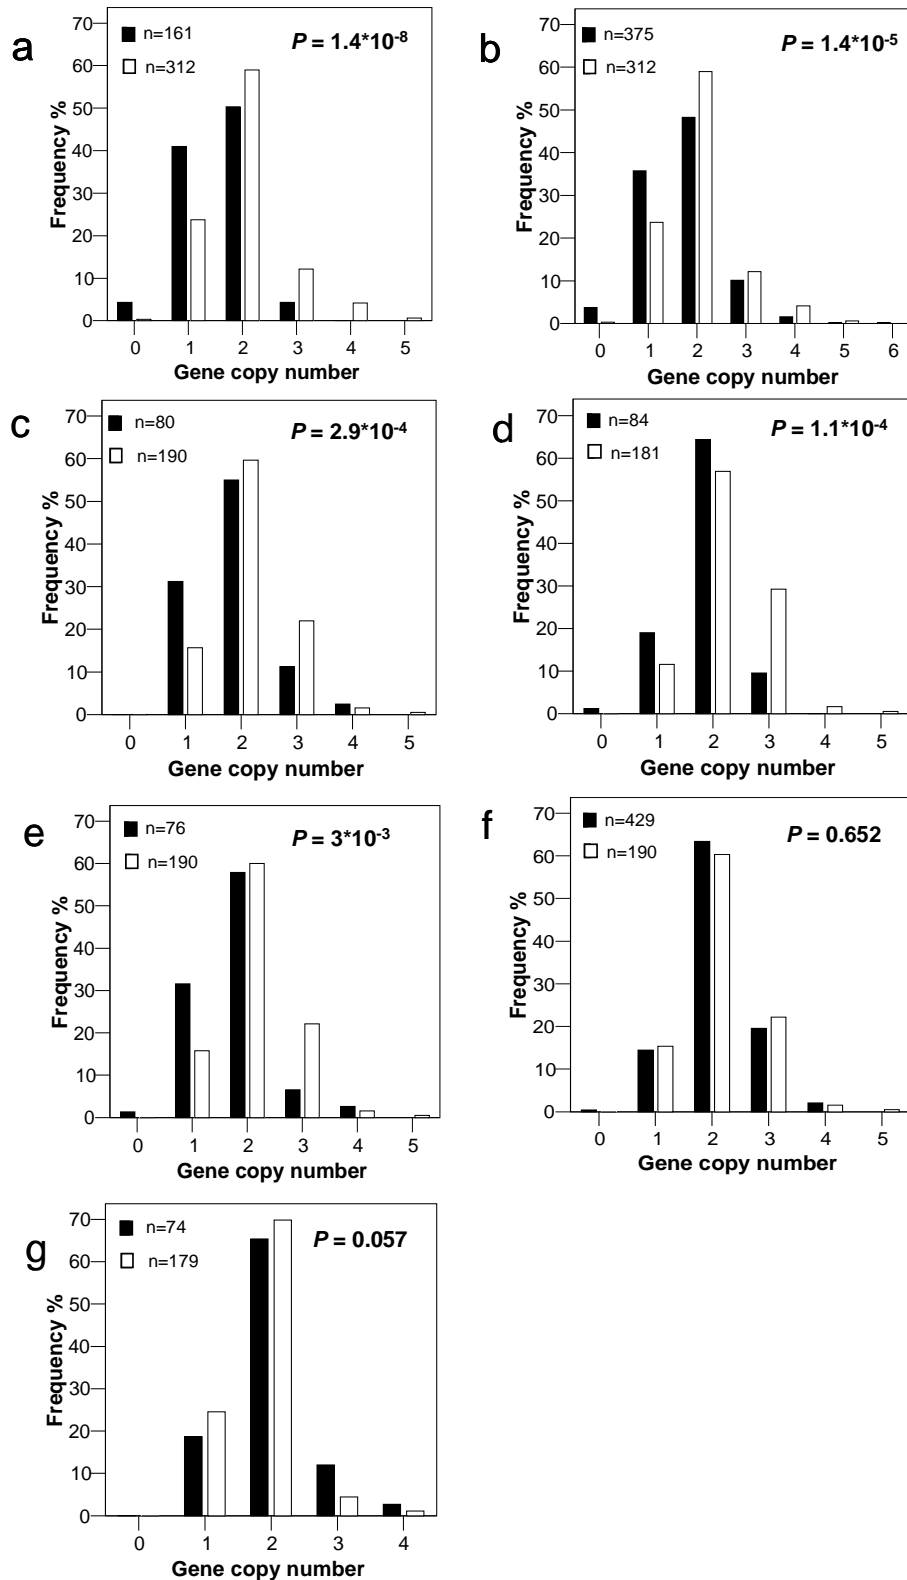 a
n=161
n=312
P = 1.4*10-8
70
60
50
40
30
20
10
0
Frequency %
0 1 2 3 4 5
Gene copy number
b
n=375
n=312
P = 1.4*10-5
70
60
50
40
30
20
10
0
Frequency %
0 1 2 3 4 5 6
Gene copy number
c
n=80
n=190
P = 2.9*10-4
70
60
50
40
30
20
10
0
Frequency %
0 1 2 3 4 5
Gene copy number
d
n=84
n=181
P = 1.1*10-4
70
60
50
40
30
20
10
0
Frequency %
0 1 2 3 4 5
Gene copy number
e
n=76
n=190
P = 3*10-3
70
60
50
40
30
20
10
0
Frequency %
0 1 2 3 4 5
Gene copy number
f
n=429
n=190
P = 0.652
70
60
50
40
30
20
10
0
Frequency %
0 1 2 3 4 5
Gene copy number
g
n=74
n=179
P = 0.057
70
60
50
40
30
20
10
0
Frequency %
0 1 2 3 4
Gene copy number